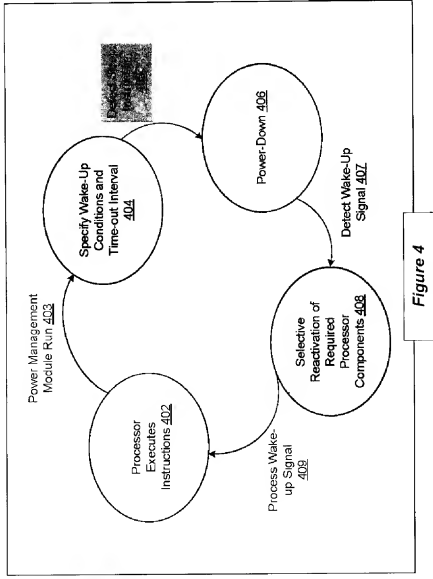 Power Management
Module Run 403
Specify Wake-Up
Conditions and
Time-out Interval
404
Power-Down 406
Detect Wake-Up
Signal 407
Selective
Reactivation of
Required
Processor
Components 408
Process Wake-
up Signal
409
Processor
Executes
Instructions 402
Figure 4